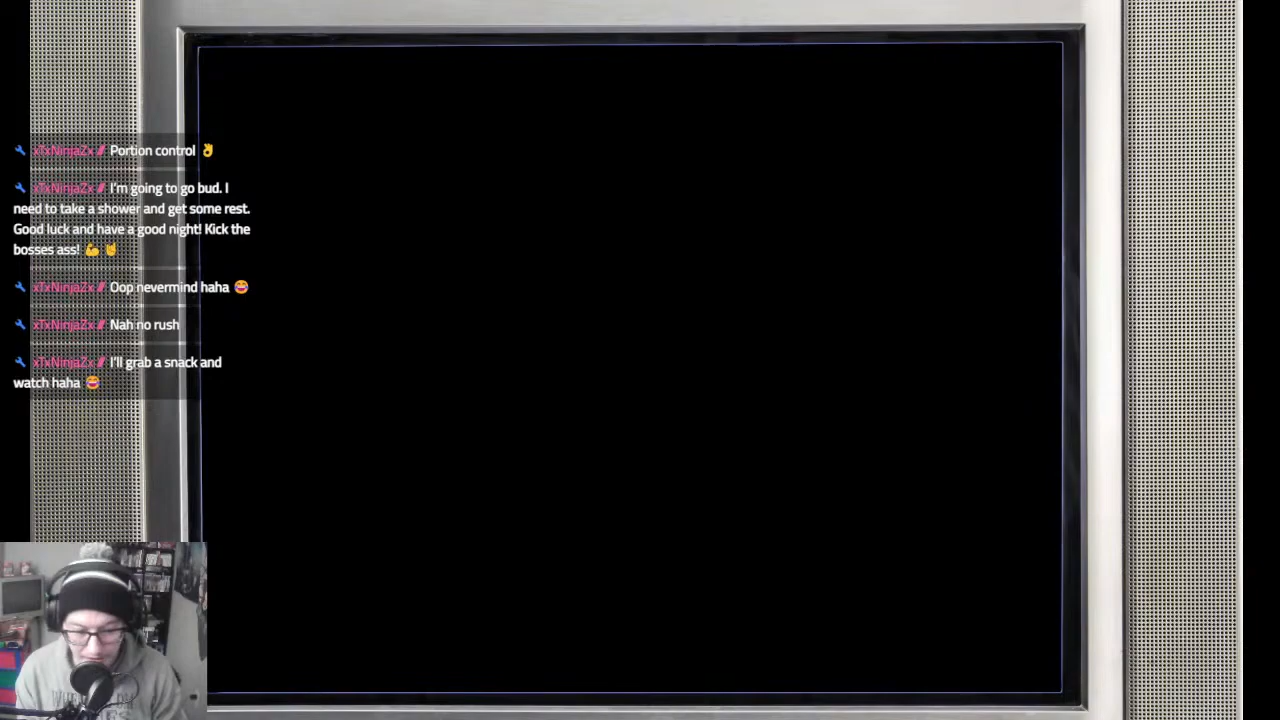 xTxNinjaZx Portion control 👌
xTxNinjaZx I'm going to go bud. I
need to take a shower and get some rest.
Good luck and have a good night! Kick the
bosses ass! 💪 🤘
xTxNinjaZx Oop nevermind haha 😂
xTxNinjaZx Nah no rush
xTxNinjaZx I'll grab a snack and
watch haha 😂